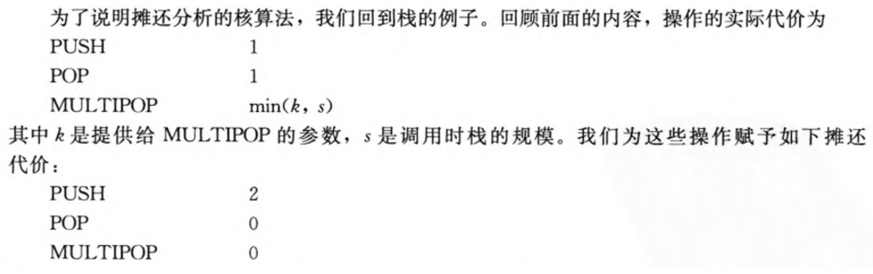 为了说明摊还分析的核算法，我们回到栈的例子。回顾前面的内容，操作的实际代价为
PUSH 1
POP 1
MULTIPOP min(k, s)
其中 k 是提供给 MULTIPOP 的参数，s 是调用时栈的规模。我们为这些操作赋予如下摊还
代价：
PUSH 2
POP 0
MULTIPOP 0